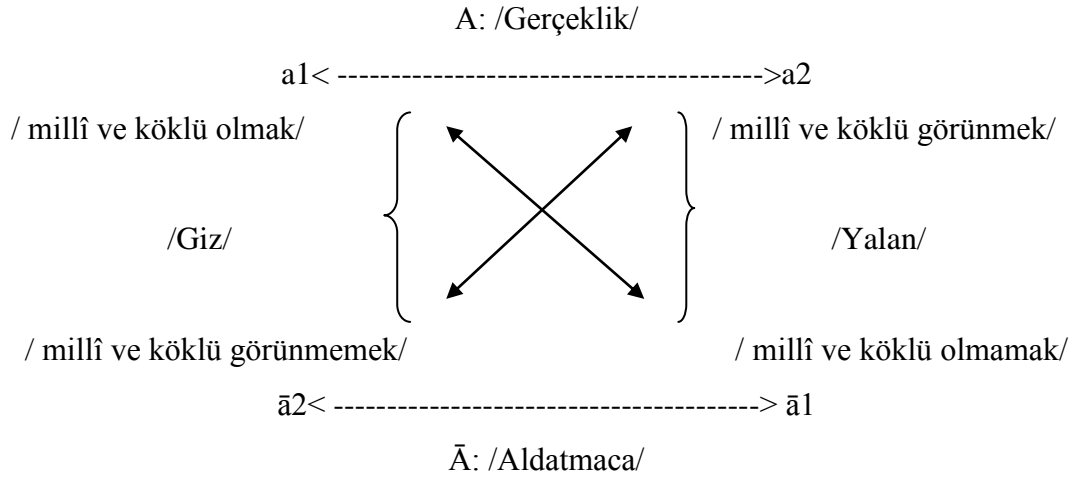 A: /Gerçeklik/
a1< ---------------------------------------->a2
/ millî ve köklü olmak/ / millî ve köklü görünmek/
/Giz/ /Yalan/
/ millî ve köklü görünmemek/ / millî ve köklü olmamak/
ā2< ----------------------------------------> ā1
Ā: /Aldatmaca/